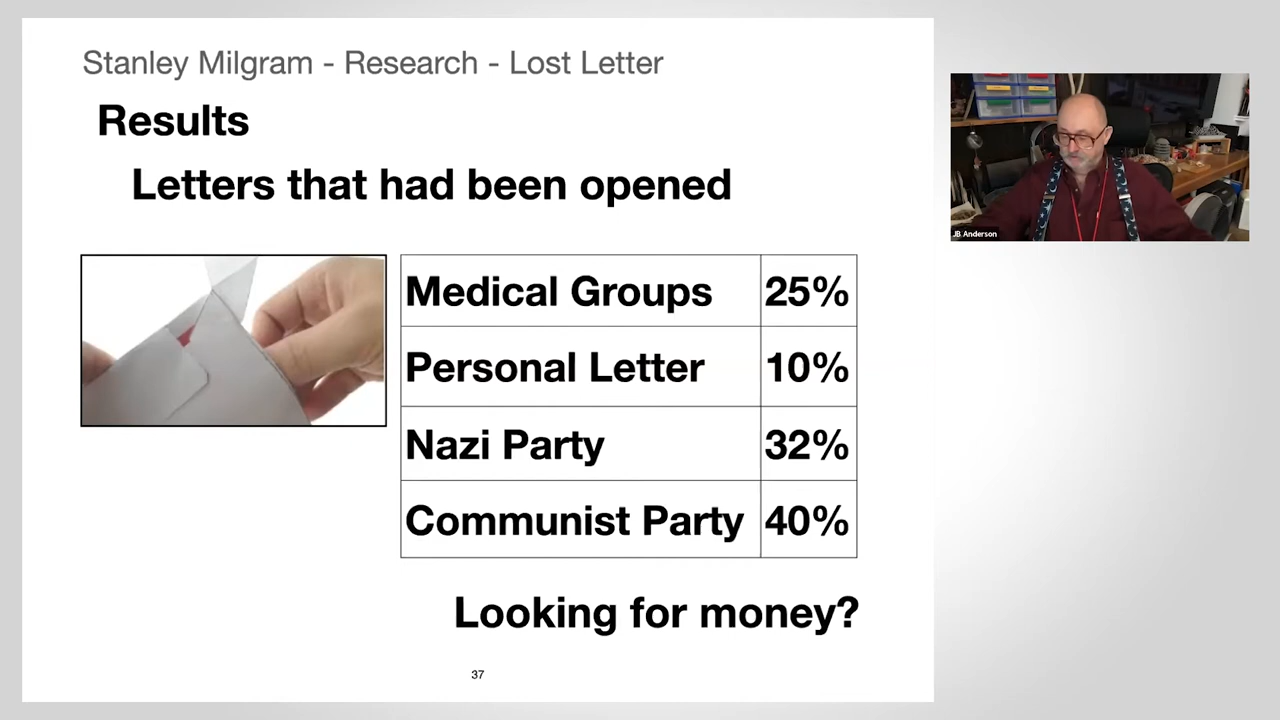 Stanley Milgram - Research - Lost Letter
Results
Letters that had been opened
Medical Groups 25%
Personal Letter 10%
Nazi Party 32%
Communist Party 40%
Looking for money?
37
JB Anderson